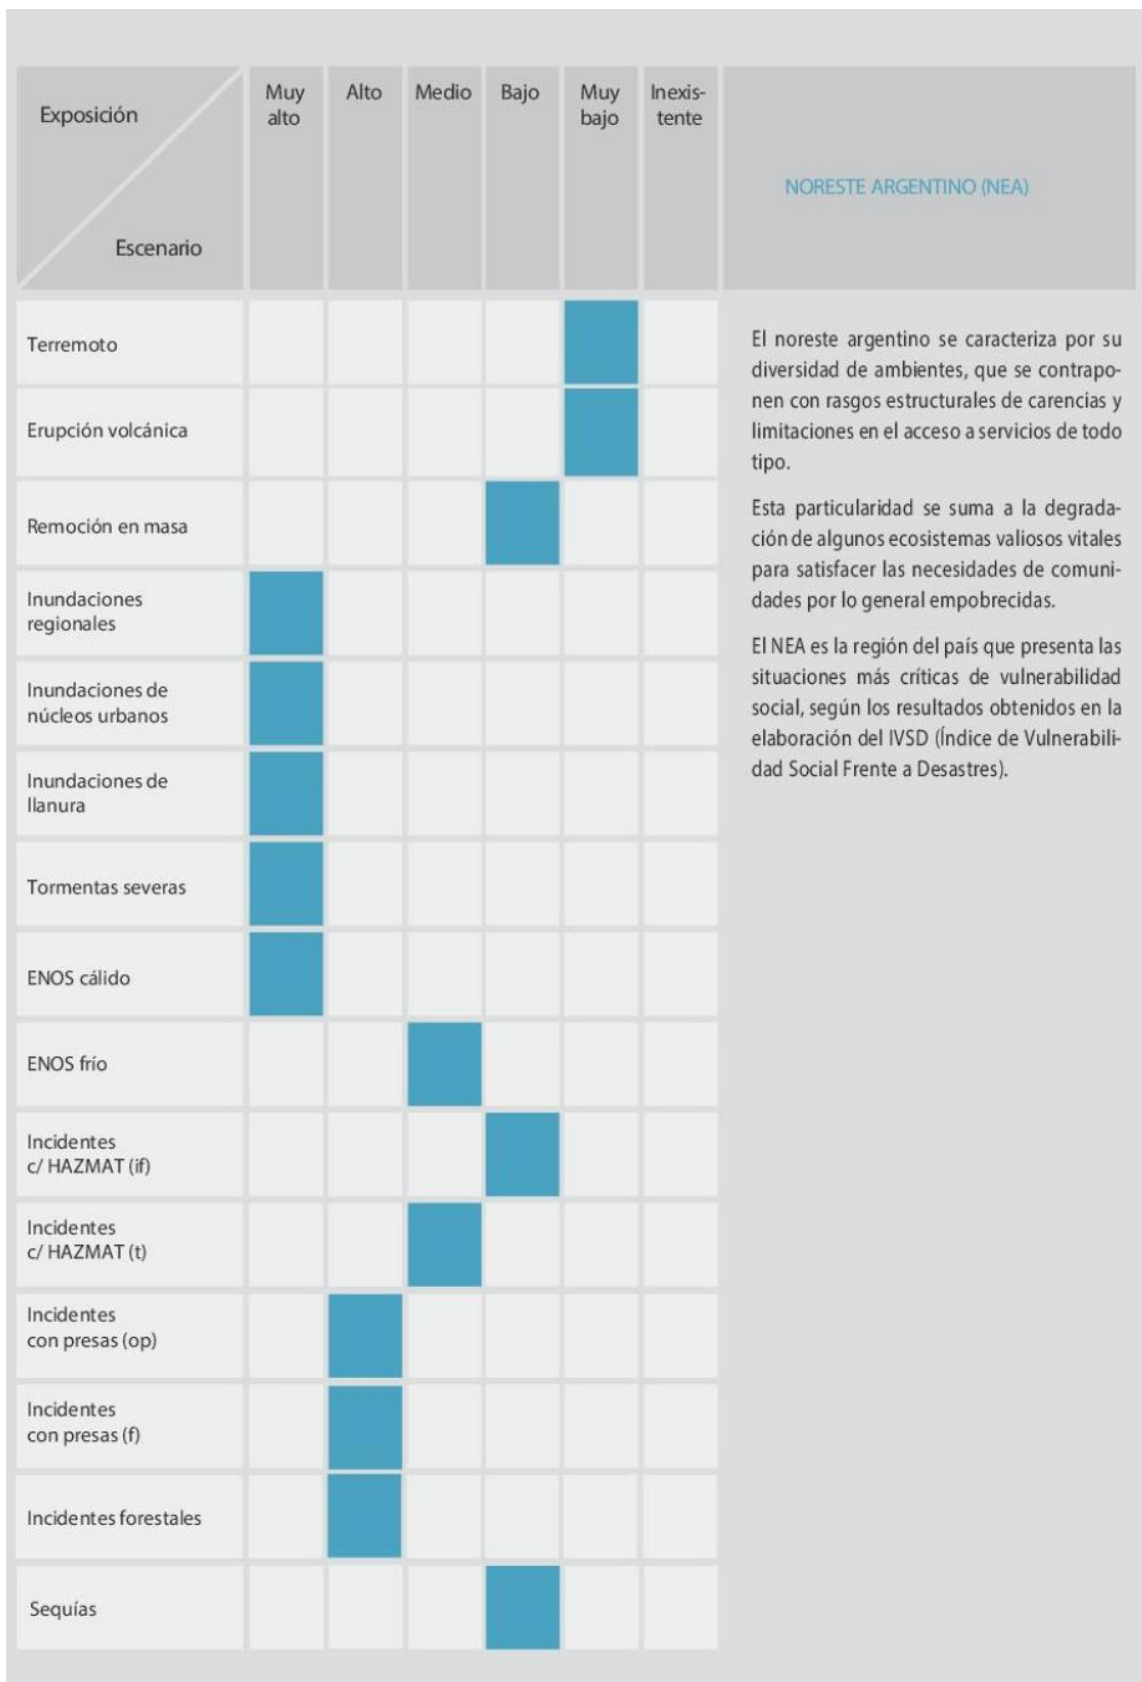 Exposición
Escenario
Muy
alto
Alto
Medio
Bajo
Muy
bajo
Inexis-
tente
NORESTE ARGENTINO (NEA)
Terremoto
Erupción volcánica
Remoción en masa
Inundaciones
regionales
Inundaciones de
núcleos urbanos
Inundaciones de
llanura
Tormentas severas
ENOS cálido
ENOS frío
Incidentes
c/ HAZMAT (if)
Incidentes
c/ HAZMAT (t)
Incidentes
con presas (op)
Incidentes
con presas (f)
Incidentes forestales
Sequías
El noreste argentino se caracteriza por su
diversidad de ambientes, que se contrapo-
nen con rasgos estructurales de carencias y
limitaciones en el acceso a servicios de todo
tipo.
Esta particularidad se suma a la degrada-
ción de algunos ecosistemas valiosos vitales
para satisfacer las necesidades de comuni-
dades por lo general empobrecidas.
El NEA es la región del país que presenta las
situaciones más críticas de vulnerabilidad
social, según los resultados obtenidos en la
elaboración del IVSD (Índice de Vulnerabili-
dad Social Frente a Desastres).